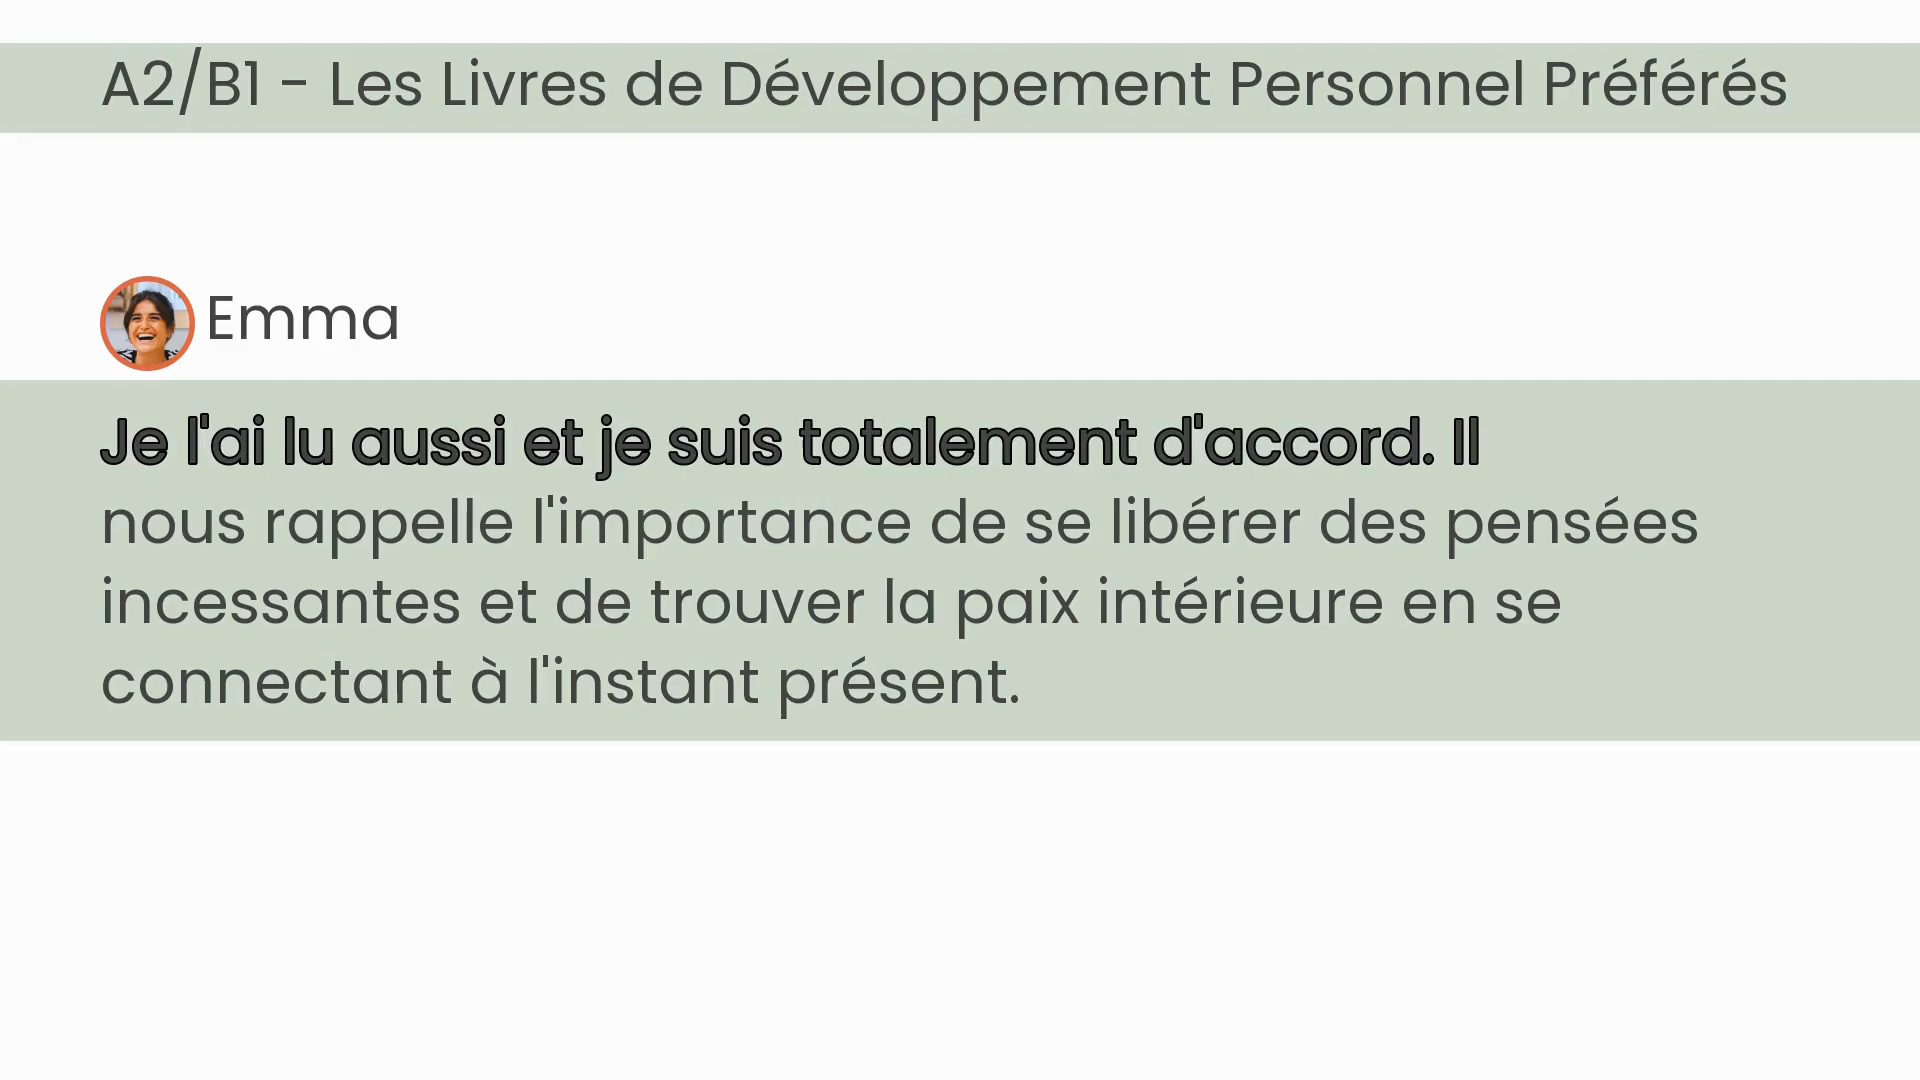 A2/B1 - Les Livres de Développement Personnel Préférés
Emma
Je l'ai lu aussi et je suis totalement d'accord. Il
nous rappelle l'importance de se libérer des pensées
incessantes et de trouver la paix intérieure en se
connectant à l'instant présent.